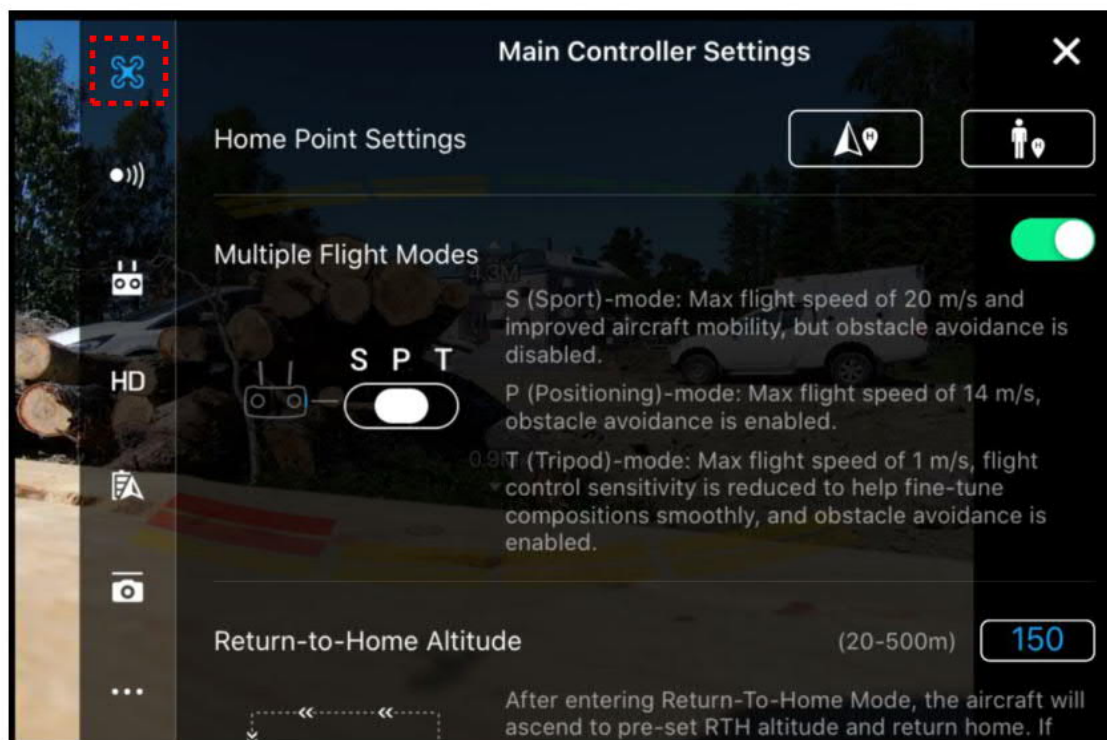 Main Controller Settings
Home Point Settings
H
H
Multiple Flight Modes
4.3M
S (Sport)-mode: Max flight speed of 20 m/s and
improved aircraft mobility, but obstacle avoidance is
disabled.
S P T
HD
P (Positioning)-mode: Max flight speed of 14 m/s,
obstacle avoidance is enabled.
T (Tripod)-mode: Max flight speed of 1 m/s, flight
control sensitivity is reduced to help fine-tune
compositions smoothly, and obstacle avoidance is
enabled.
Return-to-Home Altitude (20-500m) 150
After entering Return-To-Home Mode, the aircraft will
ascend to pre-set RTH altitude and return home. If